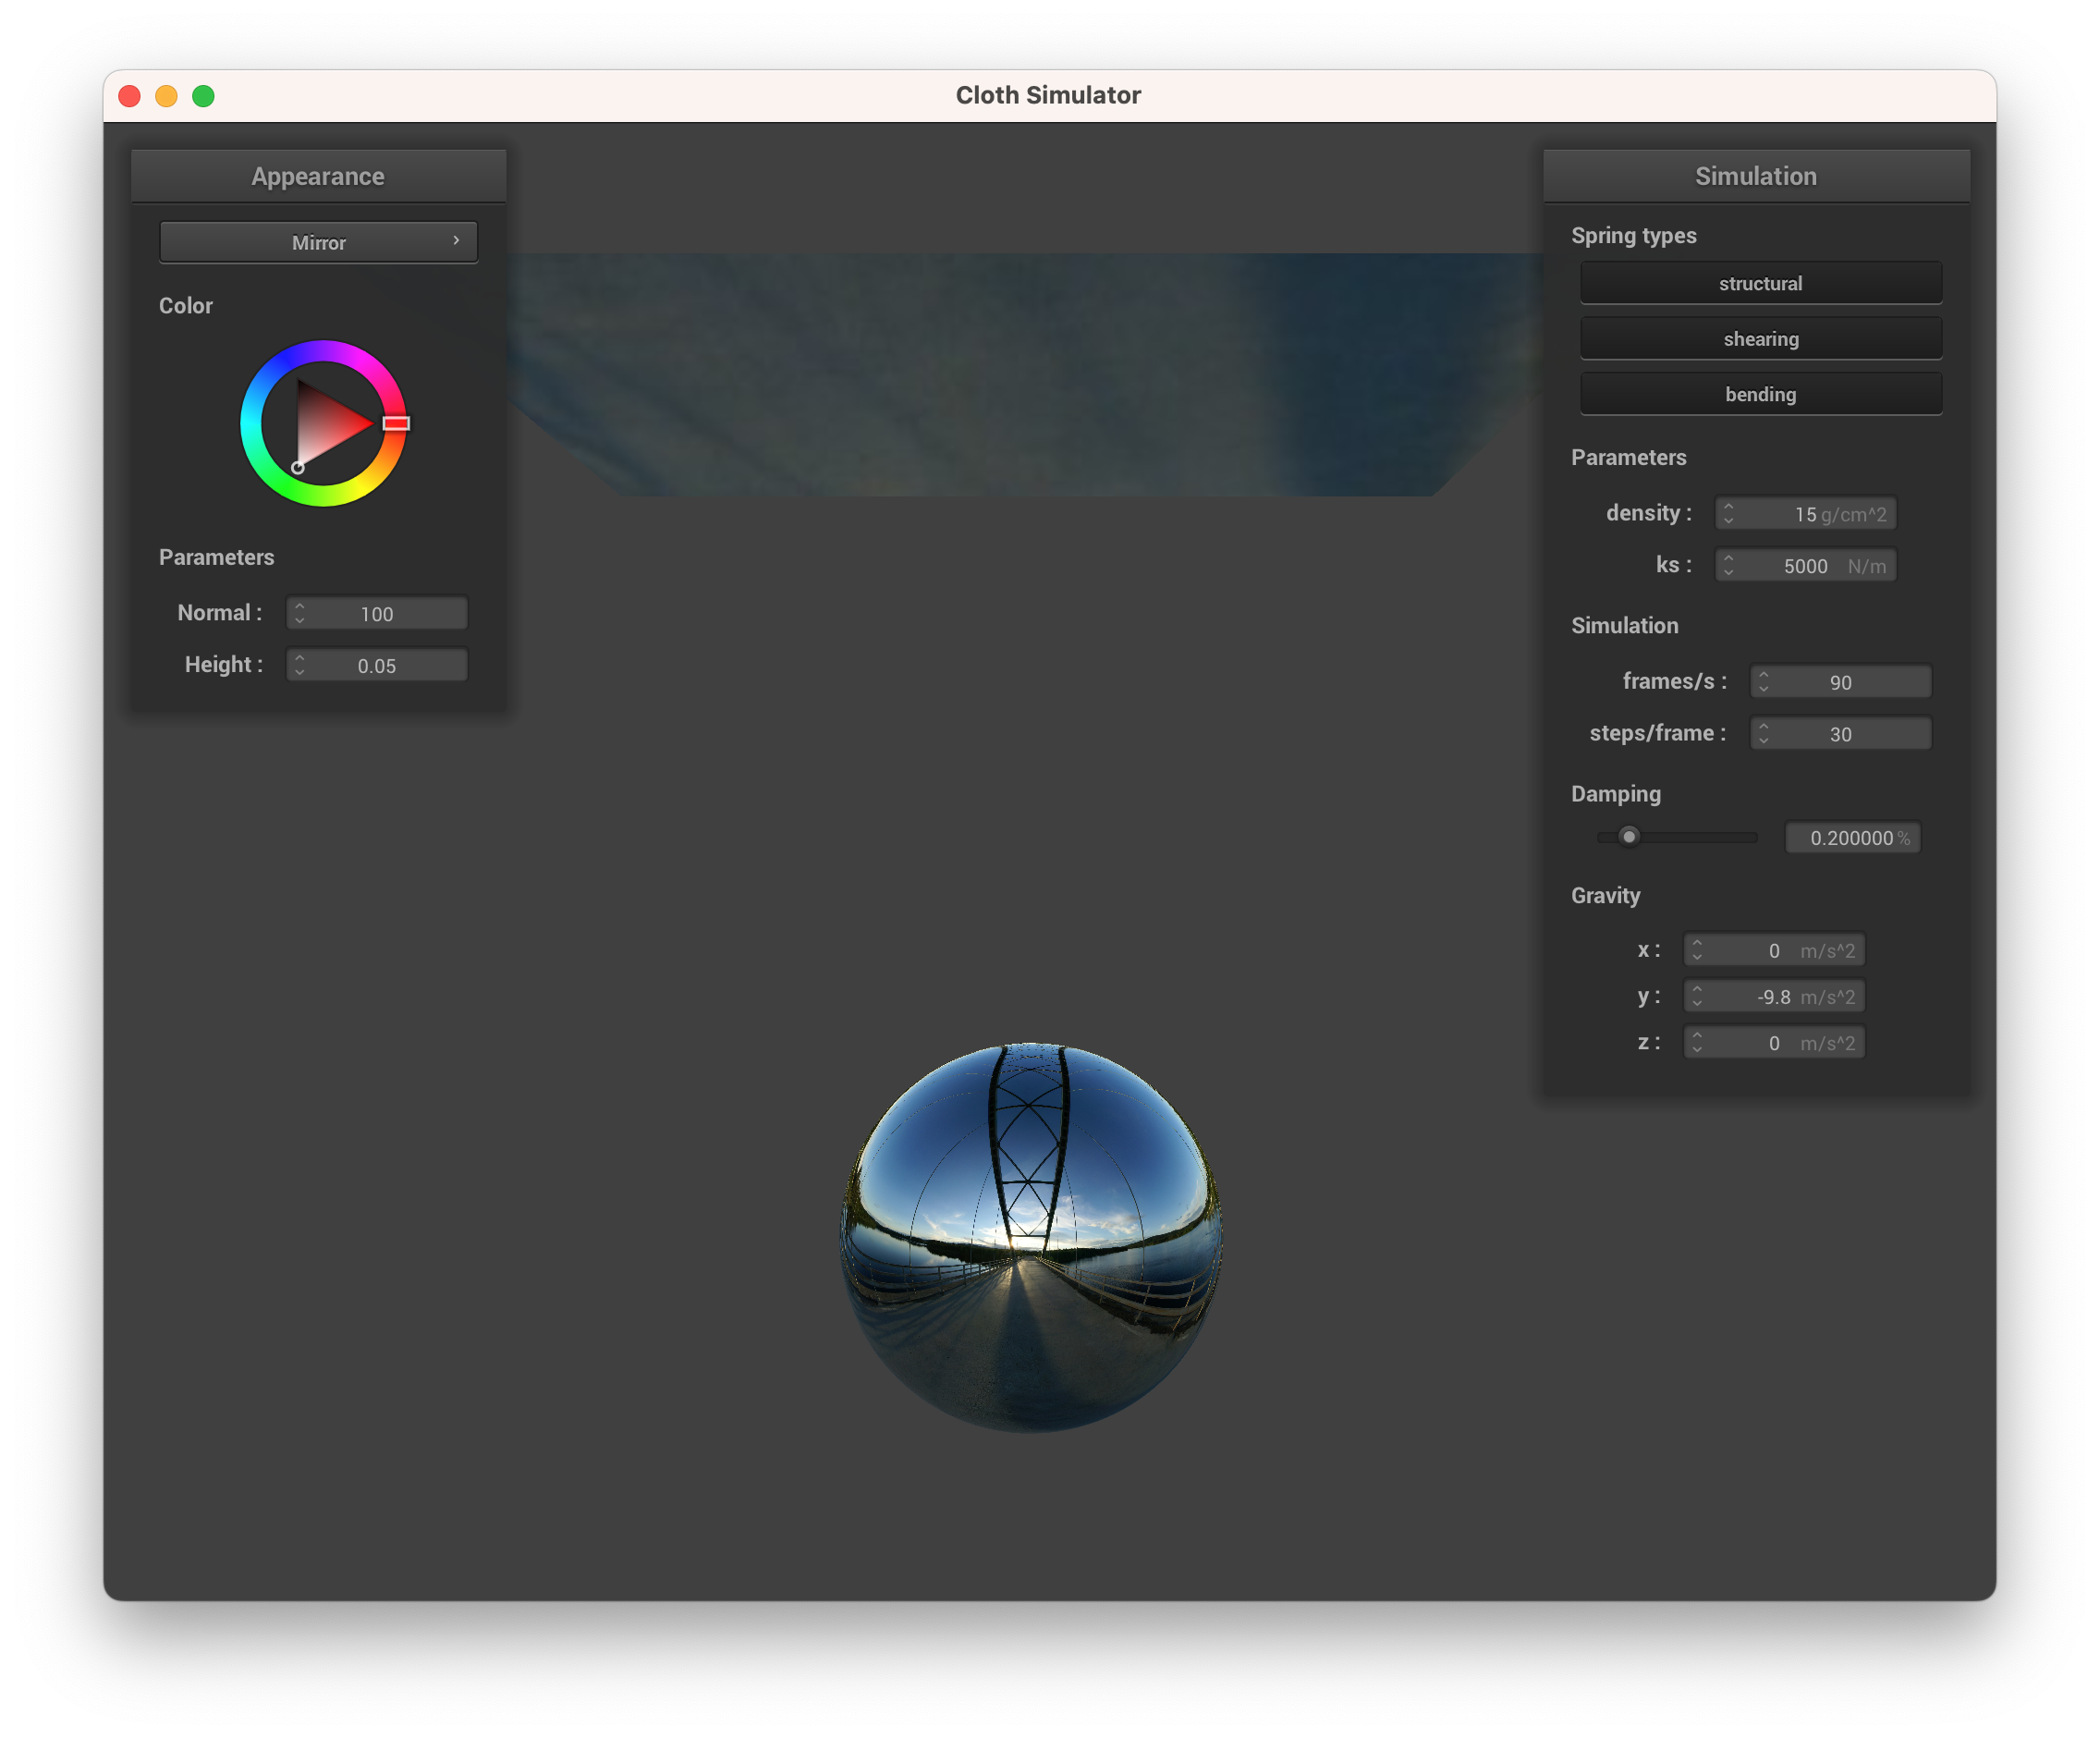 Cloth Simulator
Appearance
Mirror
Color
Parameters
Normal : 100
Height : 0.05
Simulation
Spring types
structural
shearing
bending
Parameters
density : 15 g/cm^2
ks : 5000 N/m
Simulation
frames/s : 90
steps/frame : 30
Damping
0.200000 %
Gravity
x : 0 m/s^2
y : -9.8 m/s^2
z : 0 m/s^2